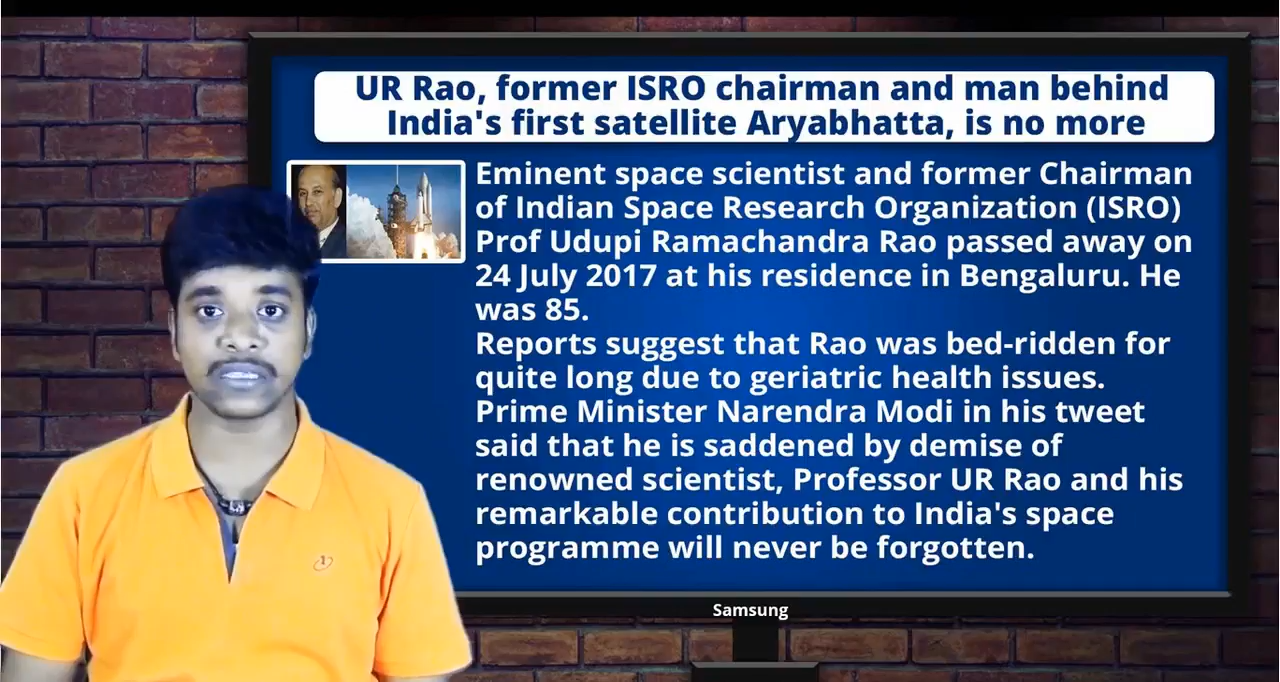 UR Rao, former ISRO chairman and man behind
India's first satellite Aryabhatta, is no more
Eminent space scientist and former Chairman
of Indian Space Research Organization (ISRO)
Prof Udupi Ramachandra Rao passed away on
24 July 2017 at his residence in Bengaluru. He
was 85.
Reports suggest that Rao was bed-ridden for
quite long due to geriatric health issues.
Prime Minister Narendra Modi in his tweet
said that he is saddened by demise of
renowned scientist, Professor UR Rao and his
remarkable contribution to India's space
programme will never be forgotten.
Samsung